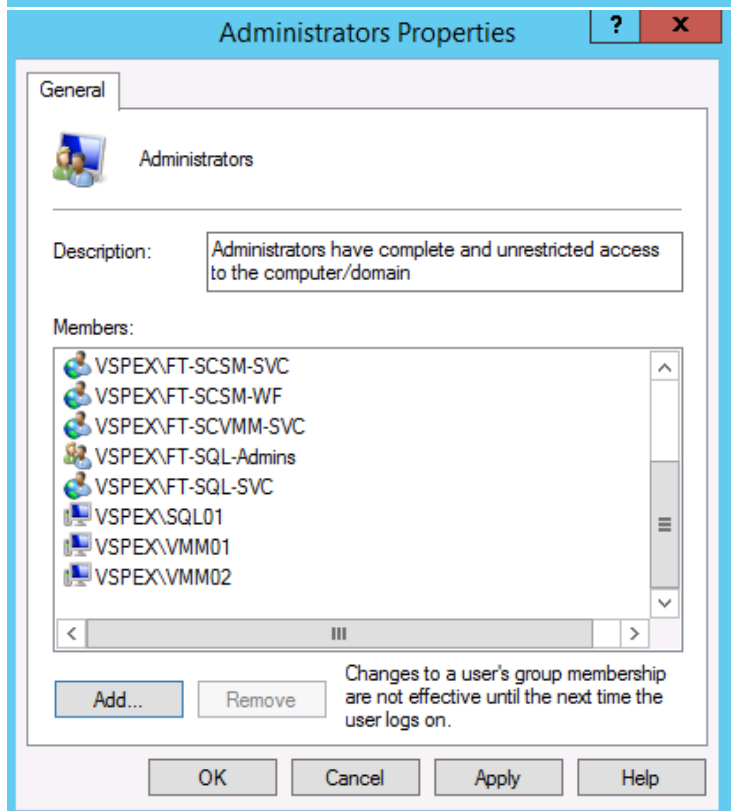 Administrators Properties
? x
General
Administrators
Description:
Administrators have complete and unrestricted access
to the computer/domain
Members:
VSPEX\FT-SCSM-SVC
VSPEX\FT-SCSM-WF
VSPEX\FT-SCVMM-SVC
VSPEX\FT-SQL-Admins
VSPEX\FT-SQL-SVC
VSPEX\SQL01
VSPEX\VMM01
VSPEX\VMM02
Add...
Remove
Changes to a user's group membership
are not effective until the next time the
user logs on.
OK
Cancel
Apply
Help